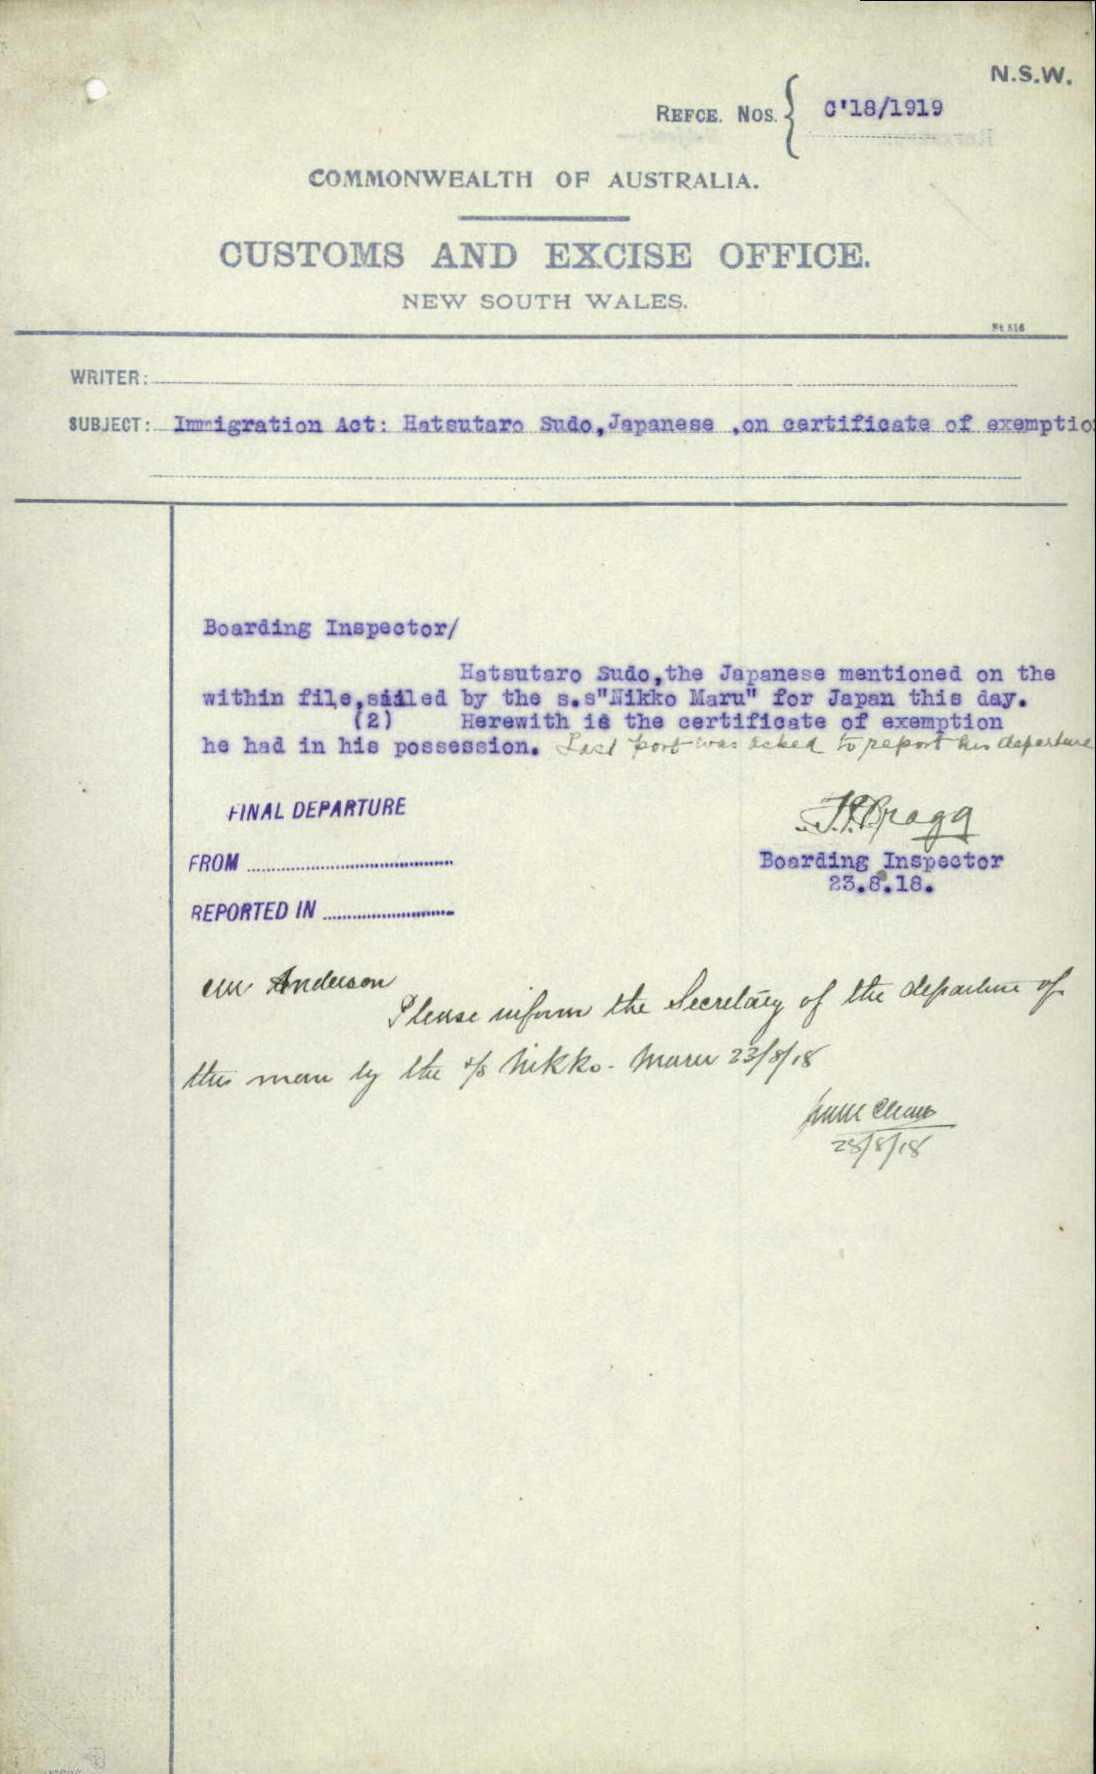 N.S.W.
REFCE. NOS. { C'18/1919
COMMONWEALTH OF AUSTRALIA.
CUSTOMS AND EXCISE OFFICE.
NEW SOUTH WALES.
WRITER:
SUBJECT: Immigration Act: Hatsutaro Sudo,Japanese ,on certificate of exemptio
Boarding Inspector/
Hatsutaro Sudo,the Japanese mentioned on the
within file,sailed by the s.s"Nikko Maru" for Japan this day.
(2) Herewith is the certificate of exemption
he had in his possession. Last port was asked to report his departure
FINAL DEPARTURE
FROM
REPORTED IN
Bragg
Boarding Inspector
23.8.18.
Mr Anderson
Please inform the Secretary of the departure of
this man by the s/s Nikko-Maru 23/8/18
28/8/18